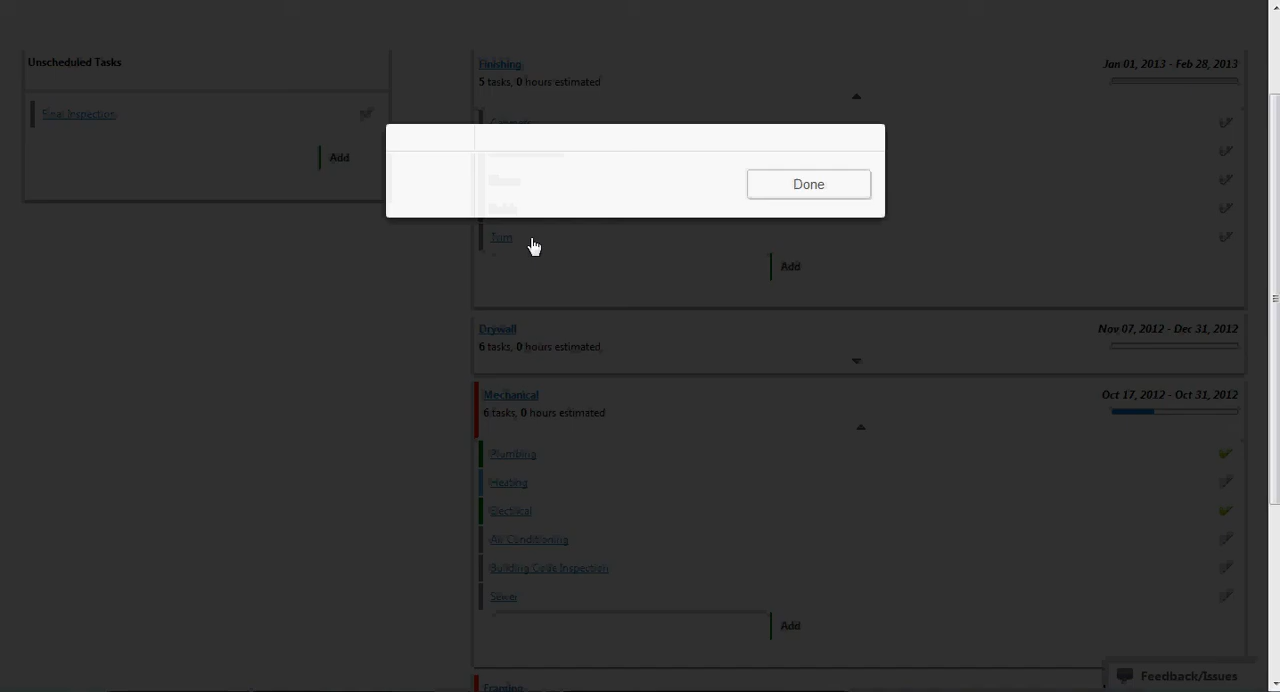 Unscheduled Tasks
Final Inspection
Add
Finishing
Jan 01, 2013 - Feb 28, 2013
5 tasks, 0 hours estimated
Done
Trim
Add
Drywall
Nov 07, 2012 - Dec 31, 2012
6 tasks, 0 hours estimated
Mechanical
Oct 17, 2012 - Oct 31, 2012
6 tasks, 0 hours estimated
Plumbing
Heating
Electrical
Air Conditioning
Building Code Inspection
Sewer
Add
Feedback/Issues
Framing